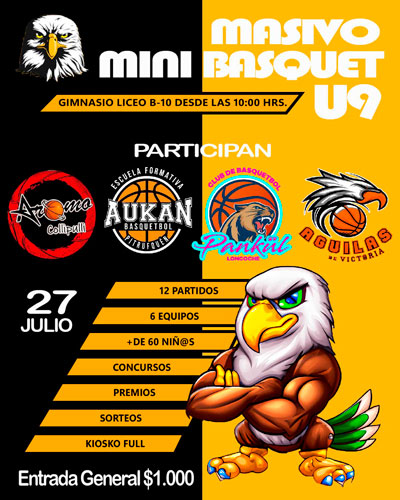 MASIVO
MINI BASQUET
U9
GIMNASIO LICEO B-10 DESDE LAS 10:00 HRS.
PARTICIPAN
Aromo
Collipulli
ESCUELA FORMATIVA
AUKAN
BASQUETBOL
PITRUFQUEN
CLUB DE BASQUETBOL
Pankul
LONCOCHE
AGUILAS
DE VICTORIA
27
JULIO
12 PARTIDOS
6 EQUIPOS
+DE 60 NIÑ@S
CONCURSOS
PREMIOS
SORTEOS
KIOSKO FULL
Entrada General $1.000